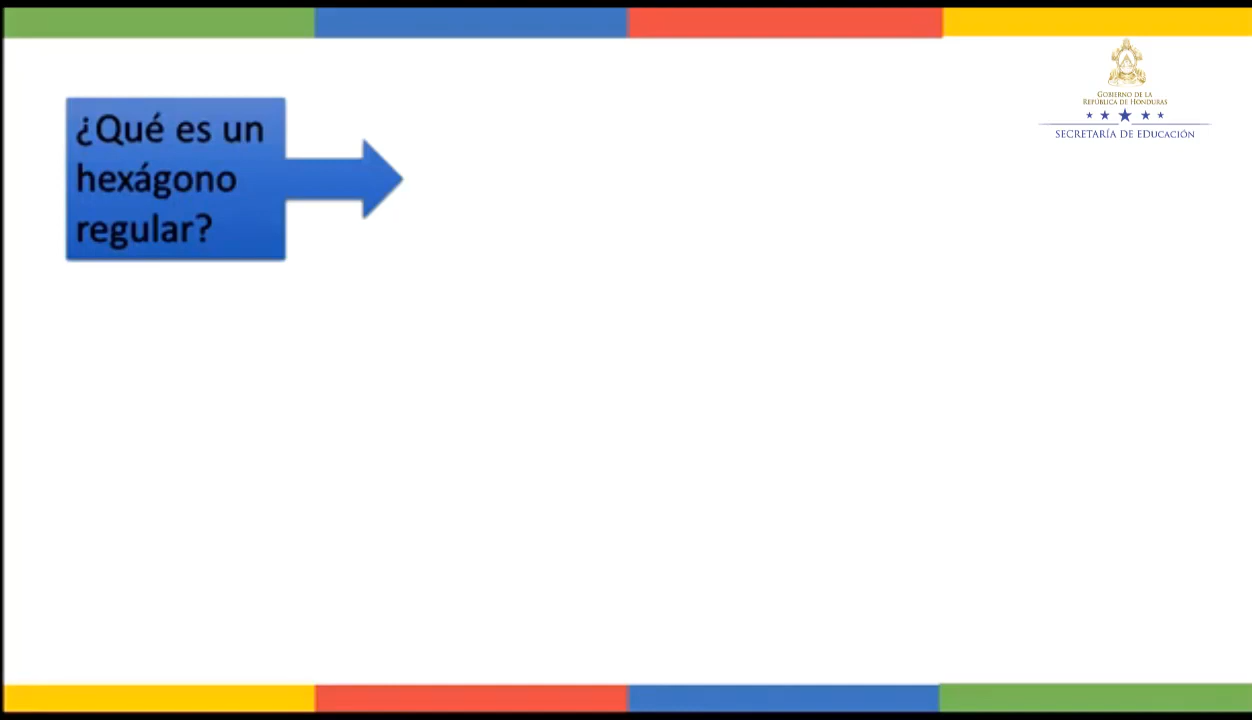 ¿Qué es un
hexágono
regular?
GOBIERNO DE LA
REPÚBLICA DE HONDURAS
SECRETARÍA DE EDUCACIÓN